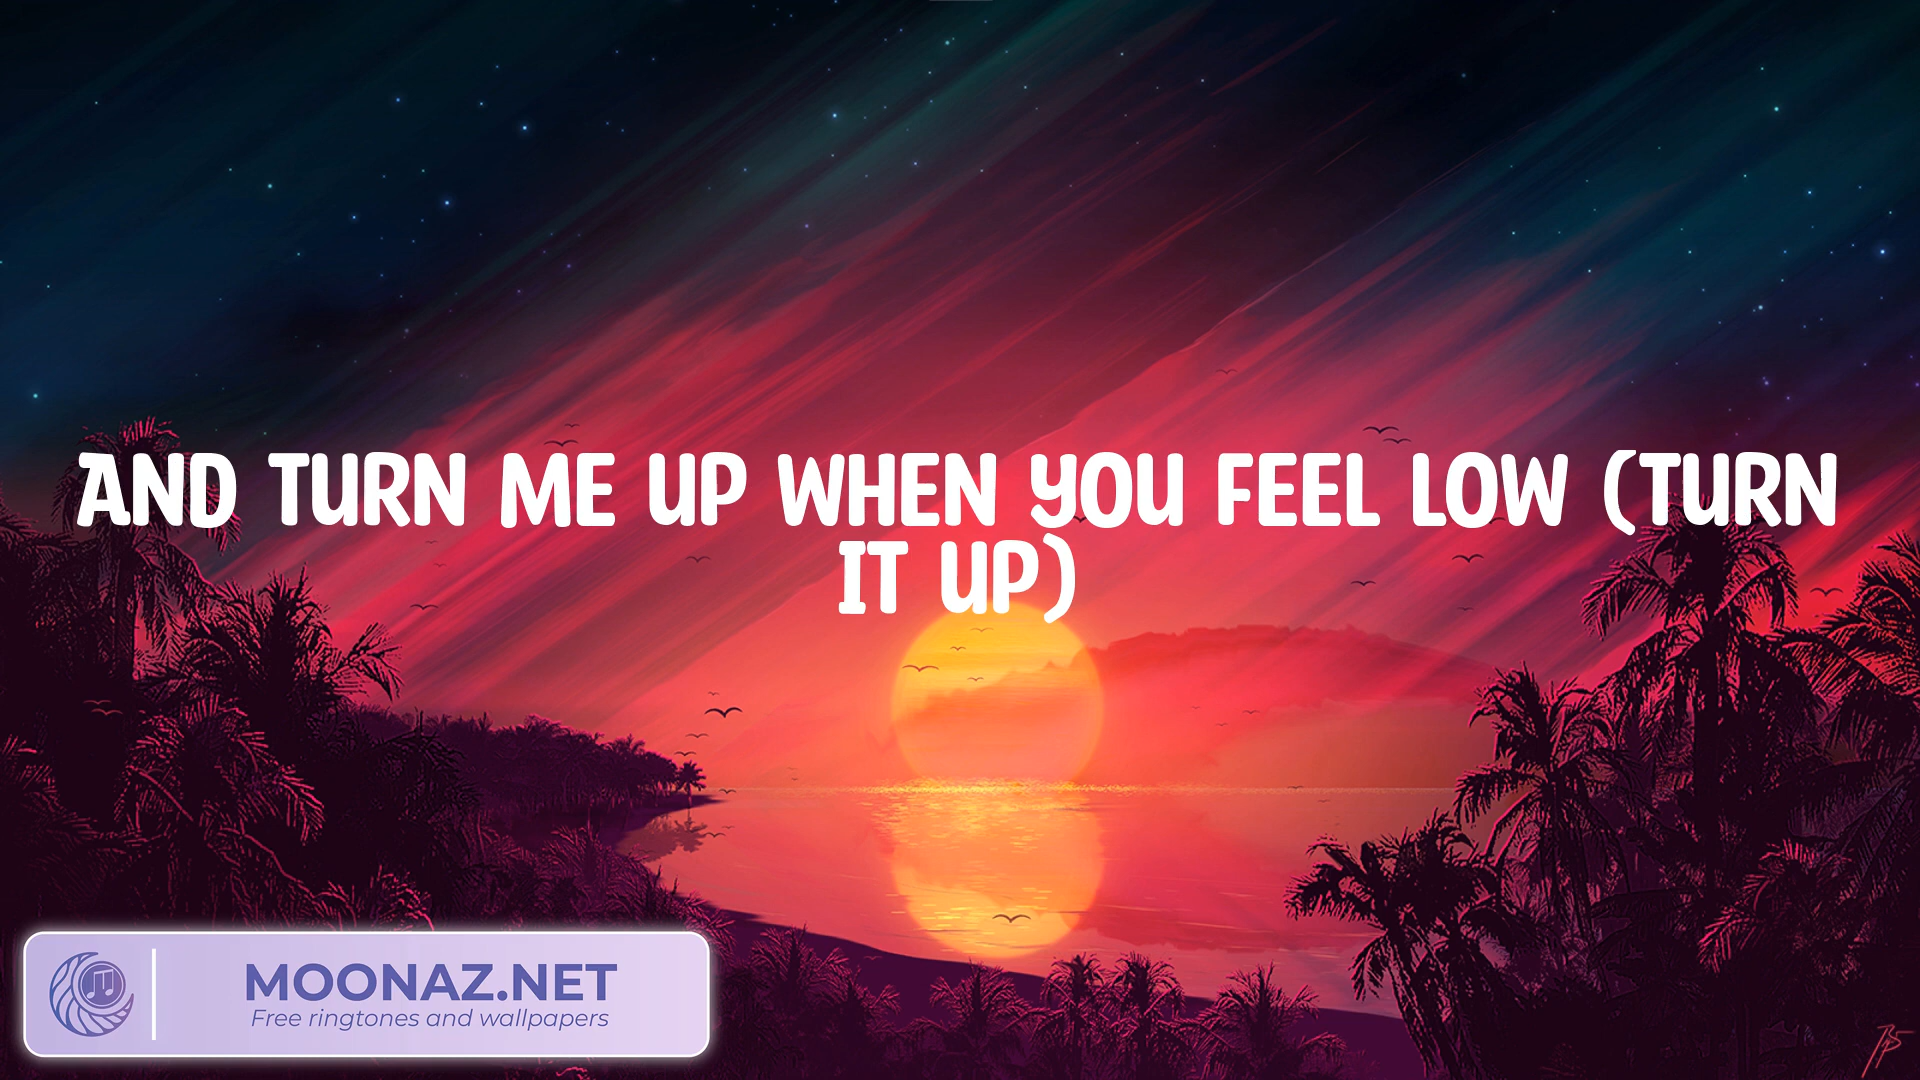 AND TURN ME UP WHEN YOU FEEL LOW (TURN
IT UP)
MOONAZ.NET
Free ringtones and wallpapers